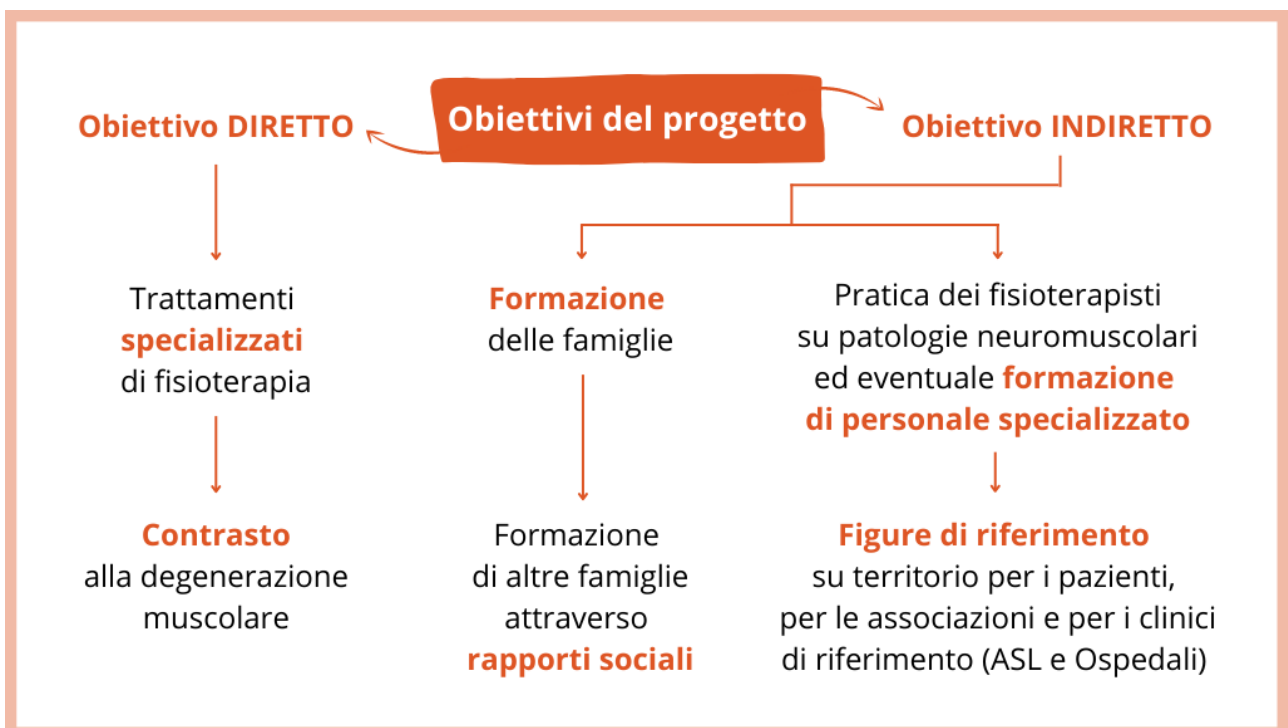 Obiettivi del progetto
Obiettivo DIRETTO
Obiettivo INDIRETTO
Trattamenti
specializzati
di fisioterapia
Contrasto
alla degenerazione
muscolare
Formazione
delle famiglie
Formazione
di altre famiglie
attraverso
rapporti sociali
Pratica dei fisioterapisti
su patologie neuromuscolari
ed eventuale formazione
di personale specializzato
Figure di riferimento
su territorio per i pazienti,
per le associazioni e per i clinici
di riferimento (ASL e Ospedali)